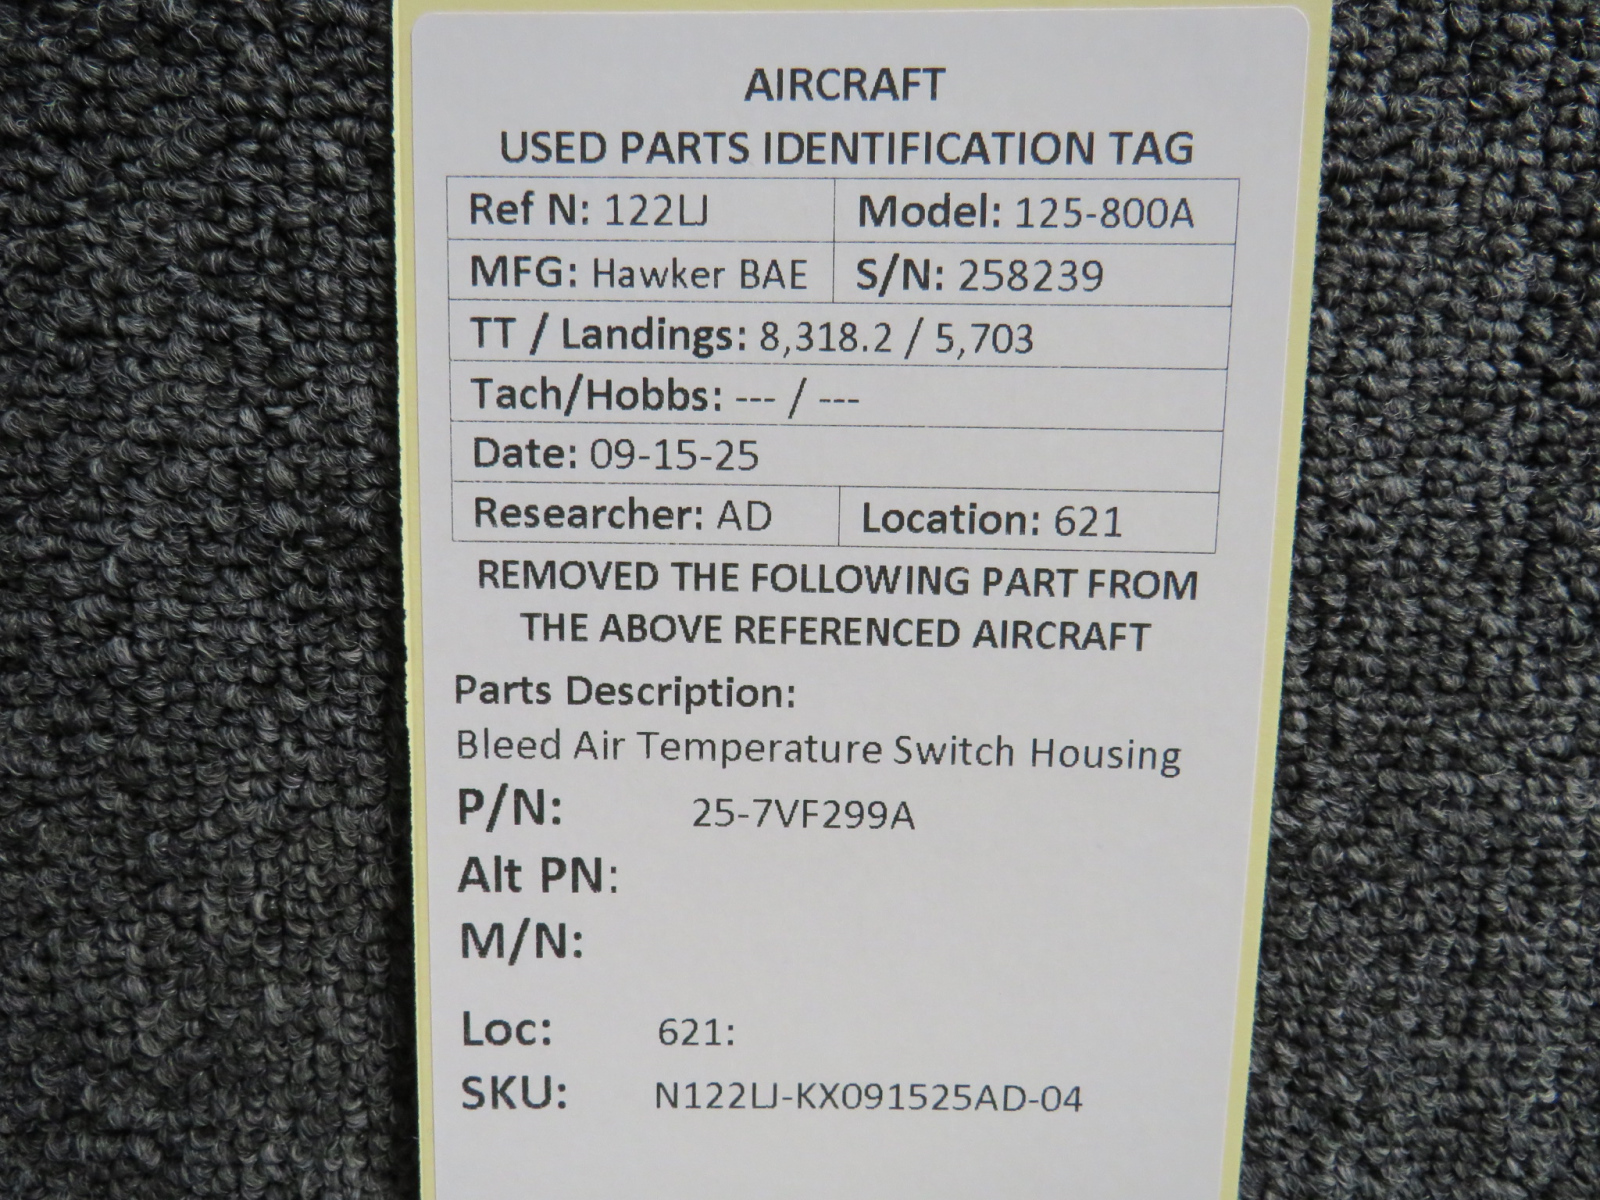 AIRCRAFT
USED PARTS IDENTIFICATION TAG
Ref N: 122LJ Model: 125-800A
MFG: Hawker BAE S/N: 258239
TT / Landings: 8,318.2 / 5,703
Tach/Hobbs: --- / ---
Date: 09-15-25
Researcher: AD Location: 621
REMOVED THE FOLLOWING PART FROM
THE ABOVE REFERENCED AIRCRAFT
Parts Description:
Bleed Air Temperature Switch Housing
P/N: 25-7VF299A
Alt PN:
M/N:
Loc: 621:
SKU: N122LJ-KX091525AD-04